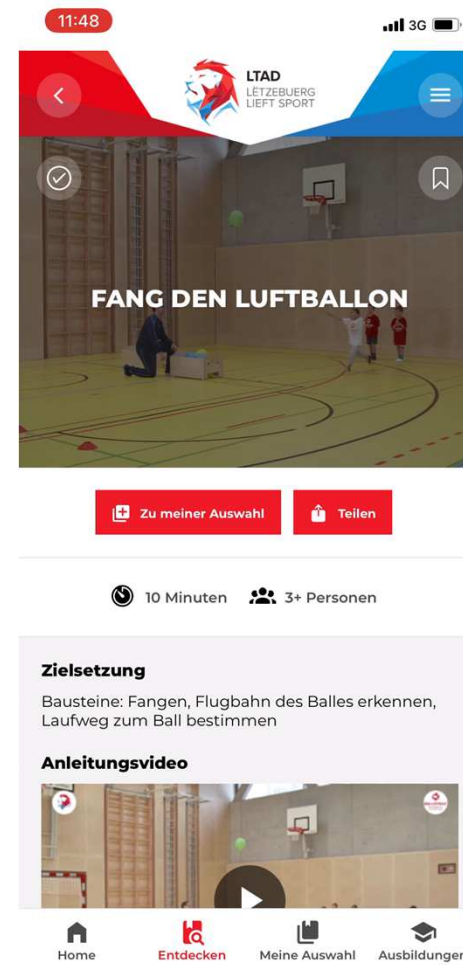 11:48
3G
LTAD
LËTZEBUERG
LIEFT SPORT
FANG DEN LUFTBALLON
Zu meiner Auswahl
Teilen
10 Minuten
3+ Personen
Zielsetzung
Bausteine: Fangen, Flugbahn des Balles erkennen,
Laufweg zum Ball bestimmen
Anleitungsvideo
Home
Entdecken
Meine Auswahl
Ausbildungen